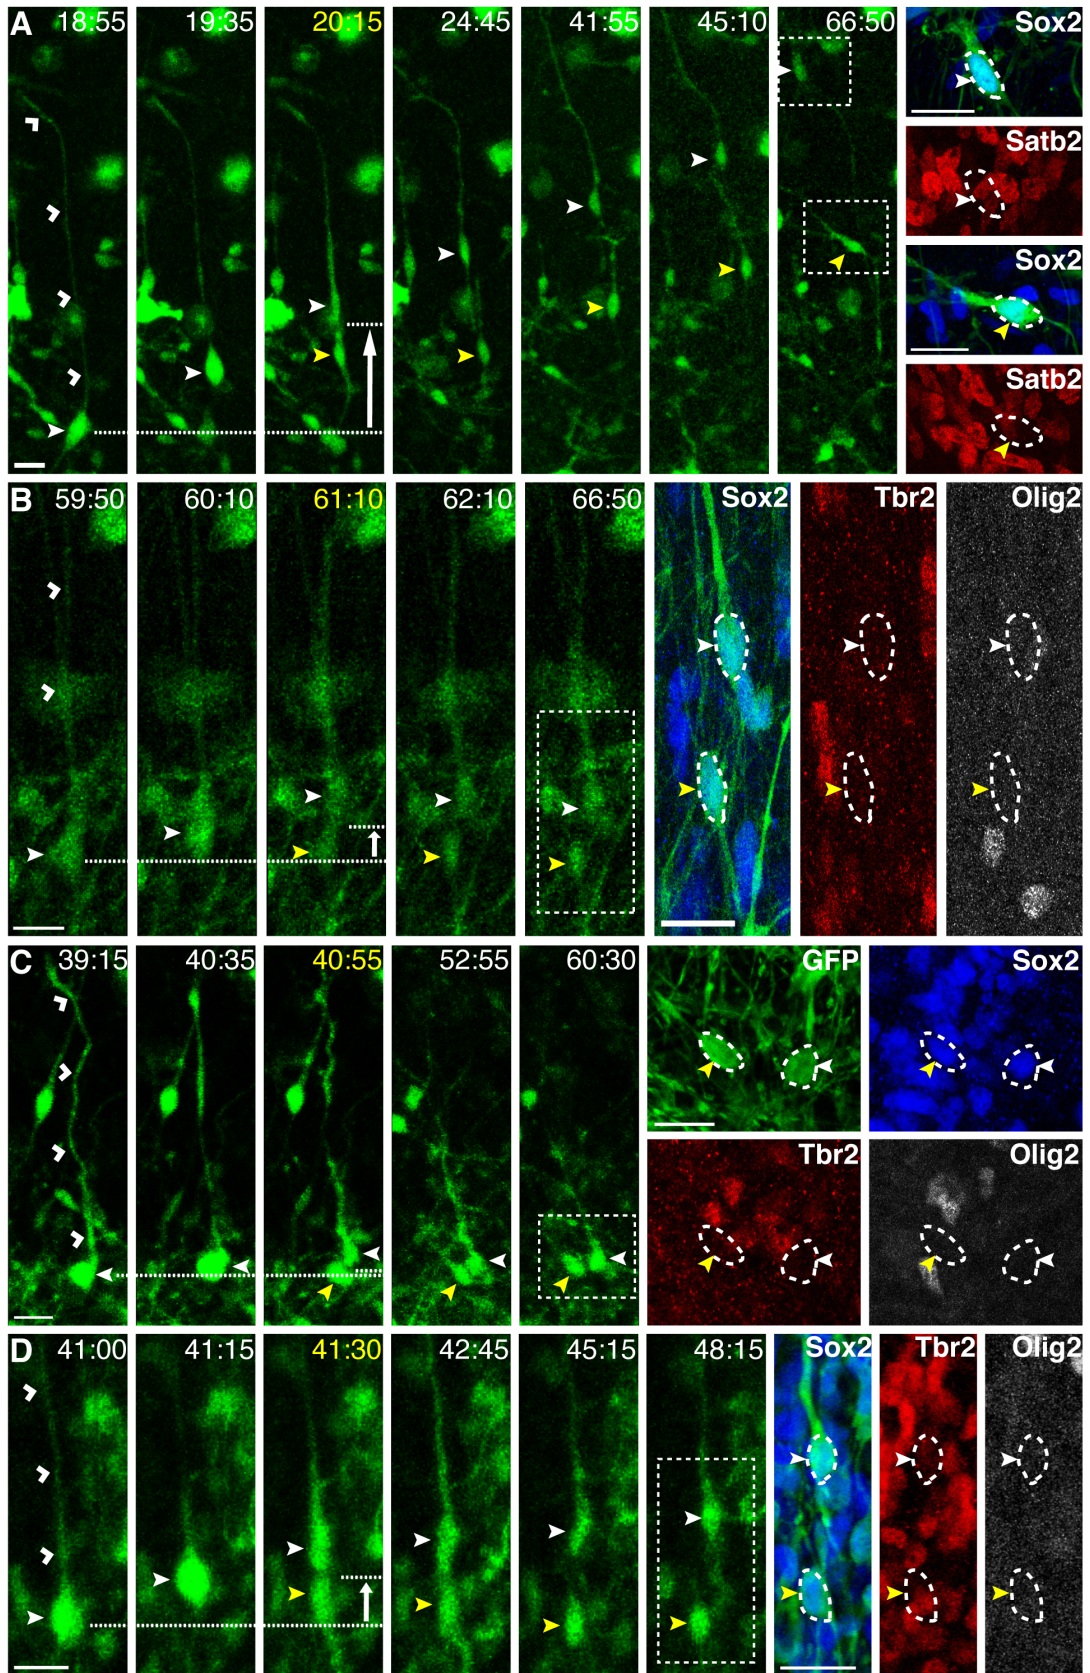 A 18:55 19:35 20:15 24:45 41:55 45:10 66:50 Sox2
Satb2
Sox2
Satb2
B 59:50 60:10 61:10 62:10 66:50 Sox2 Tbr2 Olig2
C 39:15 40:35 40:55 52:55 60:30 GFP Sox2
Tbr2 Olig2
D 41:00 41:15 41:30 42:45 45:15 48:15 Sox2 Tbr2 Olig2